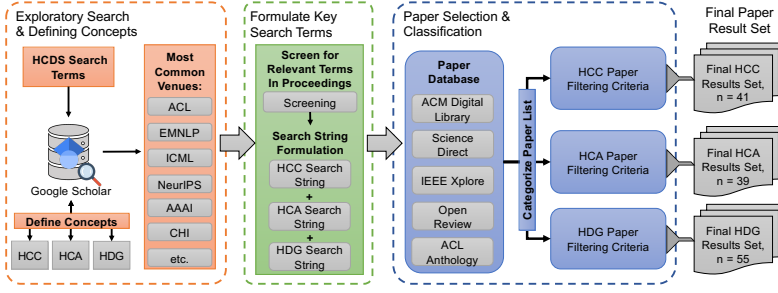 Exploratory Search
& Defining Concepts
HCDS Search
Terms
Google Scholar
Define Concepts
HCC
HCA
HDG
Most
Common
Venues:
ACL
EMNLP
ICML
NeurIPS
AAAI
CHI
etc.
Formulate Key
Search Terms
Screen for
Relevant Terms
In Proceedings
Screening
Search String
Formulation
HCC Search
String
+
HCA Search
String
+
HDG Search
String
Paper Selection &
Classification
Paper
Database
ACM Digital
Library
Science
Direct
IEEE Xplore
Open
Review
ACL
Anthology
Categorize Paper List
HCC Paper
Filtering Criteria
HCA Paper
Filtering Criteria
HDG Paper
Filtering Criteria
Final Paper
Result Set
Final HCC
Results Set,
n = 41
Final HCA
Results Set,
n = 39
Final HDG
Results Set,
n = 55